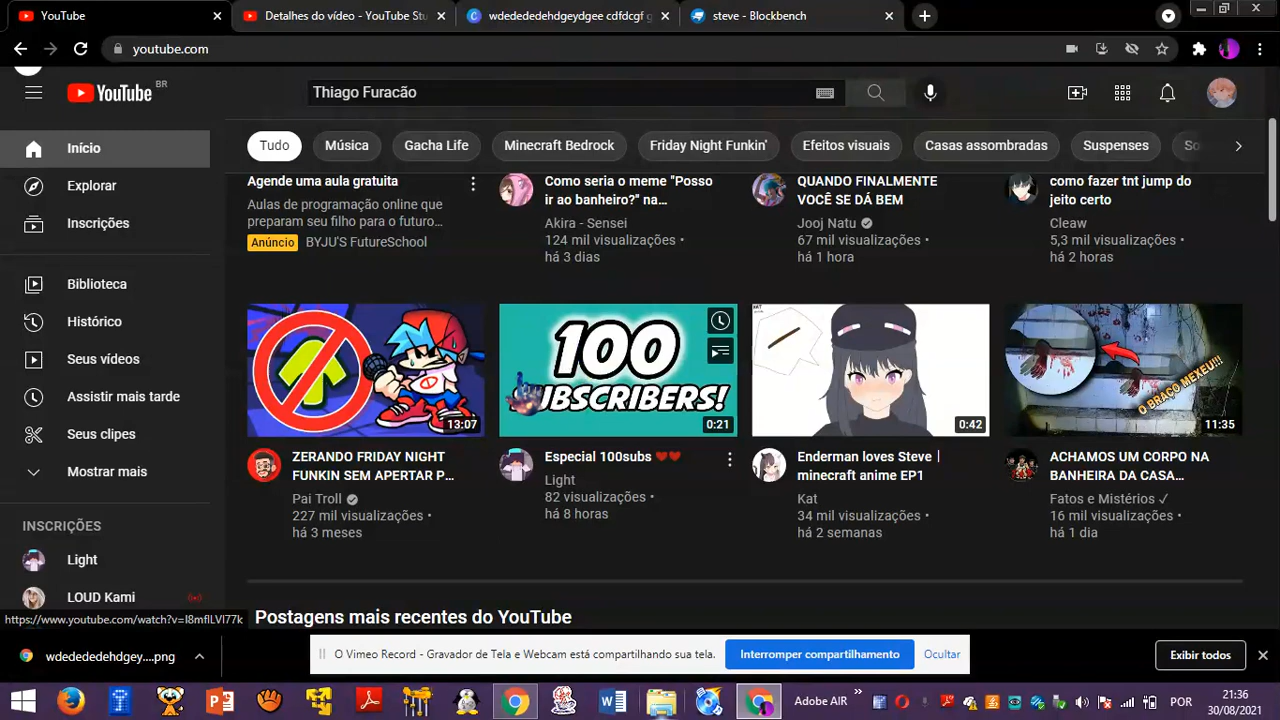 YouTube
Detalhes do vídeo - YouTube Stu
wdedededehdgeydgee cdfdcgf g
steve - Blockbench
youtube.com
YouTube BR
Thiago Furacão
Início
Explorar
Inscrições
Biblioteca
Histórico
Seus vídeos
Assistir mais tarde
Seus clipes
Mostrar mais
INSCRIÇÕES
Light
LOUD Kami
Tudo
Música
Gacha Life
Minecraft Bedrock
Friday Night Funkin'
Efeitos visuais
Casas assombradas
Suspenses
So
Agende uma aula gratuita
Aulas de programação online que
preparam seu filho para o futuro...
Anúncio BYJU'S FutureSchool
Como seria o meme "Posso
ir ao banheiro?" na...
Akira - Sensei
124 mil visualizações •
há 3 dias
QUANDO FINALMENTE
VOCÊ SE DÁ BEM
Jooj Natu
67 mil visualizações •
há 1 hora
como fazer tnt jump do
jeito certo
Cleaw
5,3 mil visualizações •
há 2 horas
13:07
100
SUBSCRIBERS!
0:21
KAT
0:42
O BRAÇO MEXEU!!!
11:35
ZERANDO FRIDAY NIGHT
FUNKIN SEM APERTAR P...
Pai Troll
227 mil visualizações •
há 3 meses
Especial 100subs ❤❤
Light
82 visualizações •
há 8 horas
Enderman loves Steve |
minecraft anime EP1
Kat
34 mil visualizações •
há 2 semanas
ACHAMOS UM CORPO NA
BANHEIRA DA CASA...
Fatos e Mistérios ✓
16 mil visualizações •
há 1 dia
Postagens mais recentes do YouTube
https://www.youtube.com/watch?v=I8mfILVI77k
wdedededehdgey....png
O Vimeo Record - Gravador de Tela e Webcam está compartilhando sua tela.
Interromper compartilhamento
Ocultar
Exibir todos
Adobe AIR
POR
21:36
30/08/2021